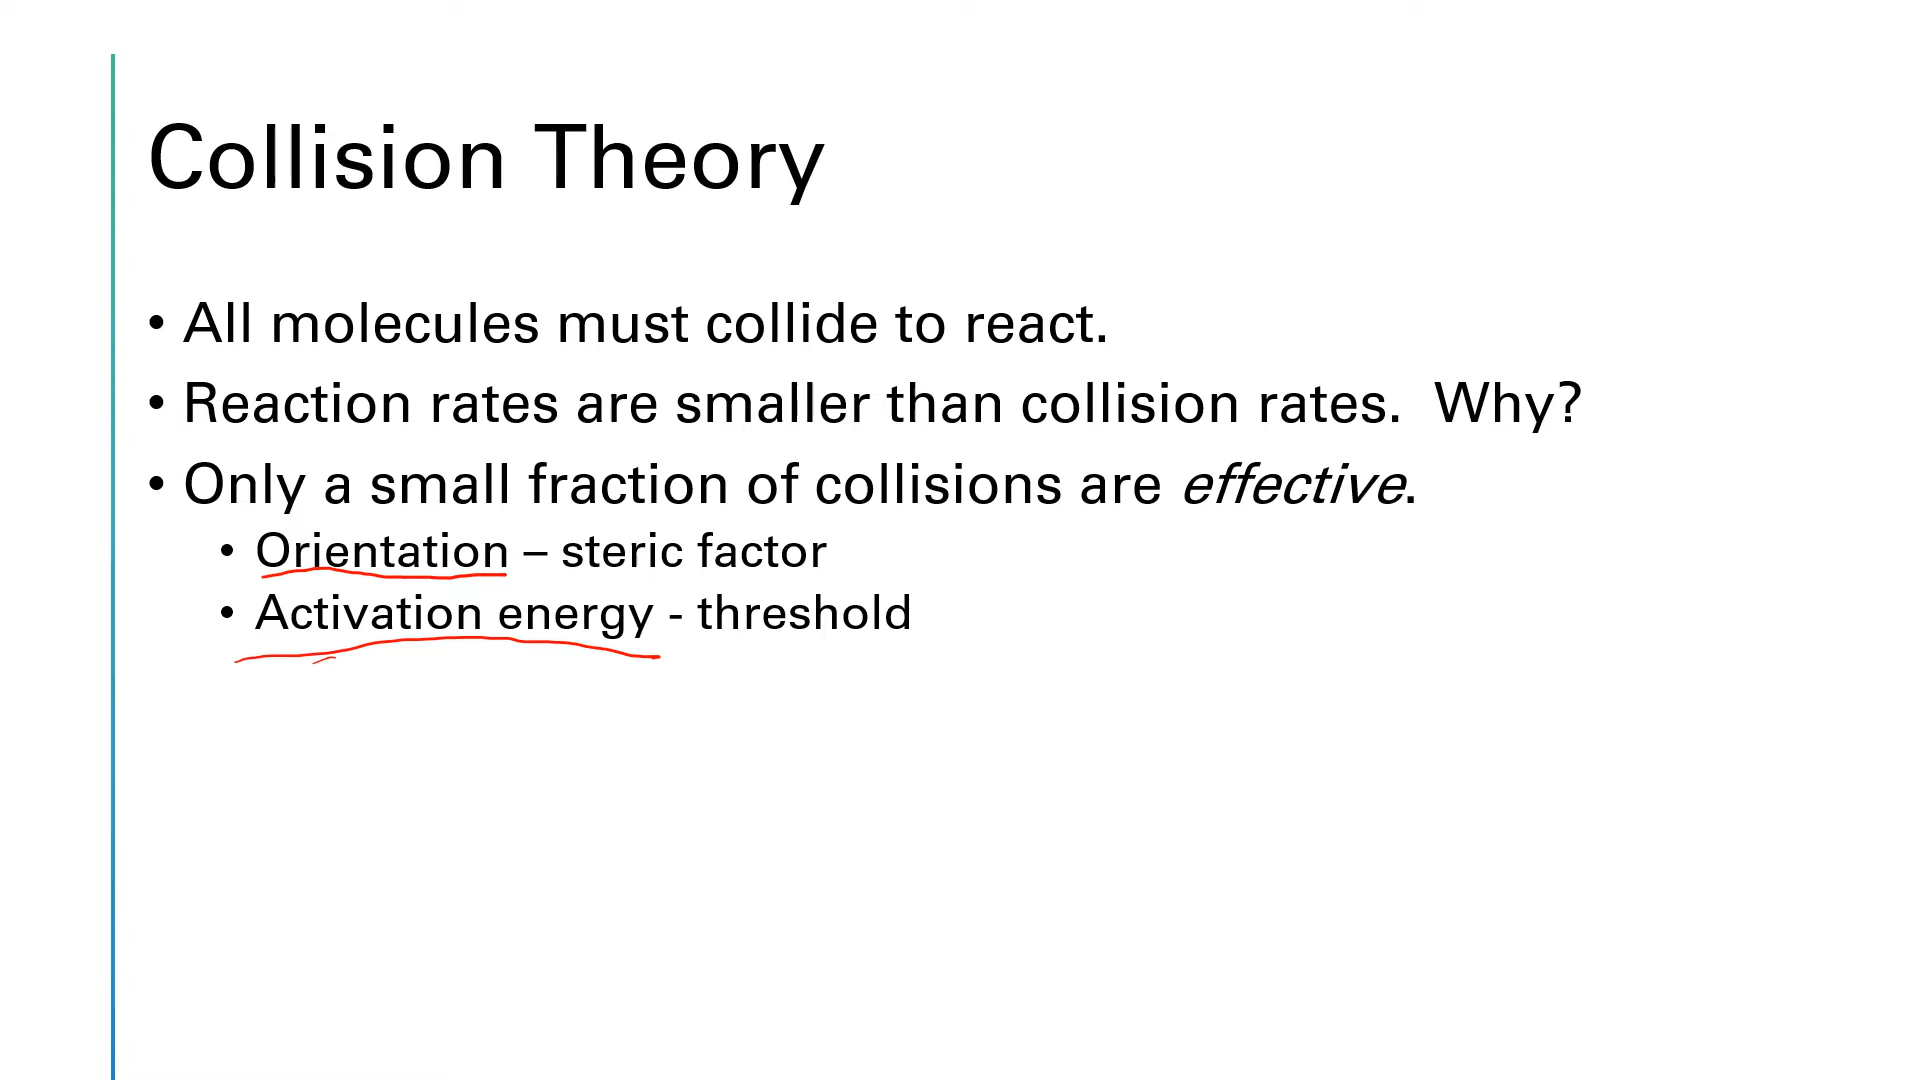 Collision Theory
• All molecules must collide to react.
• Reaction rates are smaller than collision rates.  Why?
• Only a small fraction of collisions are effective.
• Orientation – steric factor
• Activation energy - threshold